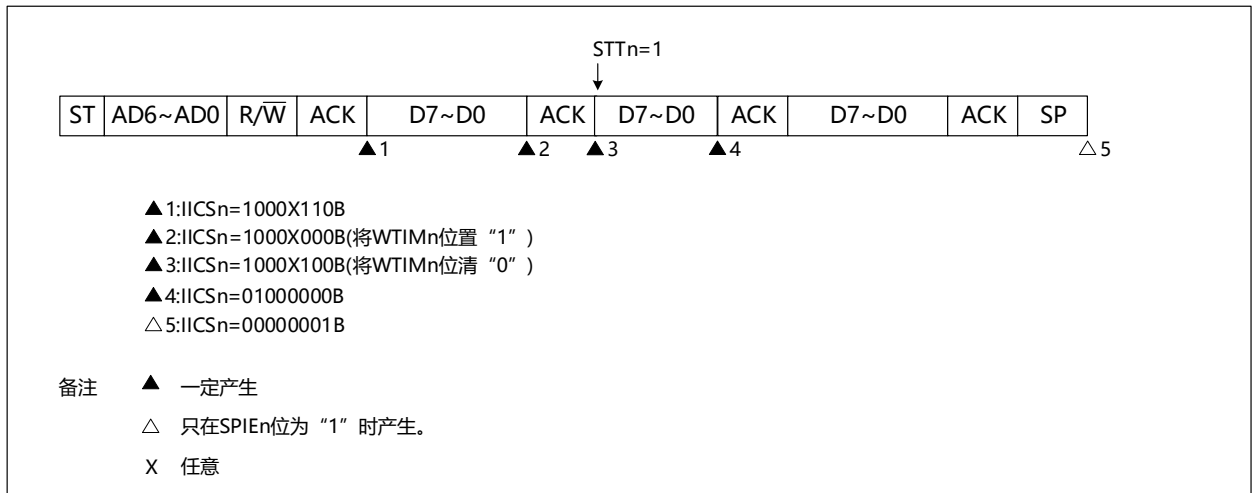 STTn=1
ST AD6~AD0 R/W̅ ACK D7~D0 ACK D7~D0 ACK D7~D0 ACK SP
▲1 ▲2 ▲3 ▲4 △5
▲1:IICSn=1000X110B
▲2:IICSn=1000X000B(将WTIMn位置“1”)
▲3:IICSn=1000X100B(将WTIMn位清“0”)
▲4:IICSn=01000000B
△5:IICSn=00000001B
备注 ▲ 一定产生
△ 只在SPIEn位为“1”时产生。
X 任意